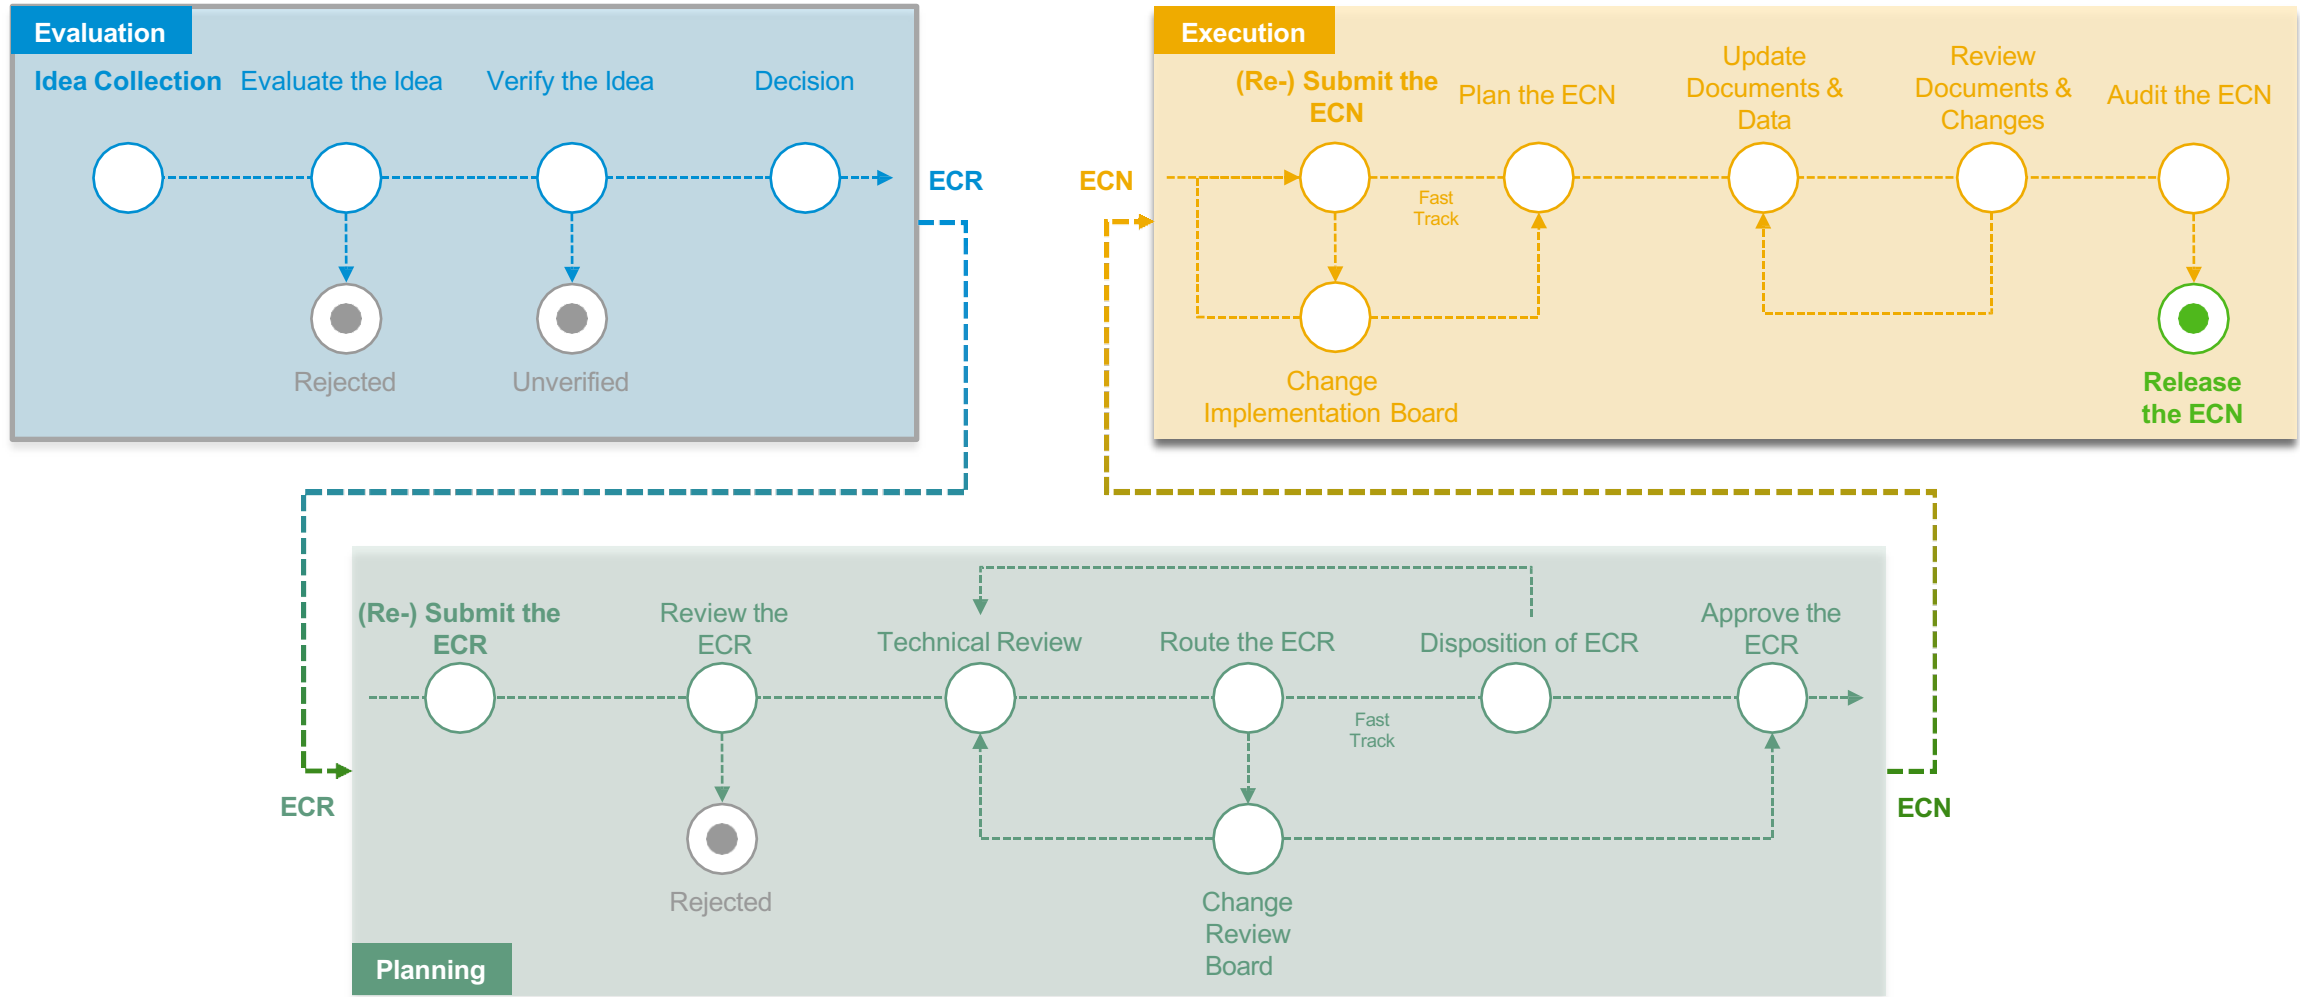 Evaluation
Idea Collection
Evaluate the Idea
Verify the Idea
Decision
Rejected
Unverified
ECR
ECN
Execution
(Re-) Submit the
ECN
Plan the ECN
Update
Documents &
Data
Review
Documents &
Changes
Audit the ECN
Fast
Track
Change
Implementation Board
Release
the ECN
(Re-) Submit the
ECR
Review the
ECR
Technical Review
Route the ECR
Disposition of ECR
Approve the
ECR
Fast
Track
ECR
ECN
Rejected
Change
Review
Board
Planning